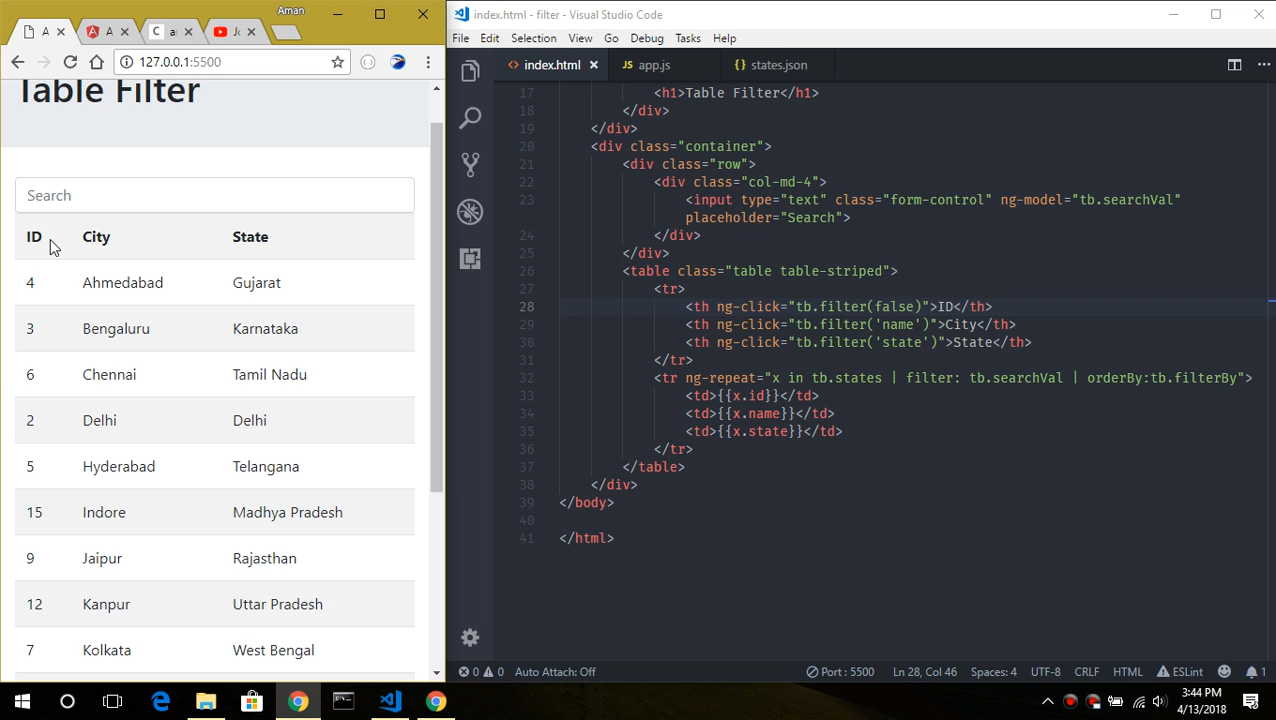 Aman
A
A
C a
Jc
127.0.0.1:5500
Table Filter
Search
ID City State
4 Ahmedabad Gujarat
3 Bengaluru Karnataka
6 Chennai Tamil Nadu
2 Delhi Delhi
5 Hyderabad Telangana
15 Indore Madhya Pradesh
9 Jaipur Rajasthan
12 Kanpur Uttar Pradesh
7 Kolkata West Bengal
index.html - filter - Visual Studio Code
File Edit Selection View Go Debug Tasks Help
<> index.html JS app.js {} states.json
17 <h1>Table Filter</h1>
18 </div>
19 </div>
20 <div class="container">
21 <div class="row">
22 <div class="col-md-4">
23 <input type="text" class="form-control" ng-model="tb.searchVal"
placeholder="Search">
24 </div>
25 </div>
26 <table class="table table-striped">
27 <tr>
28 <th ng-click="tb.filter(false)">ID</th>
29 <th ng-click="tb.filter('name')">City</th>
30 <th ng-click="tb.filter('state')">State</th>
31 </tr>
32 <tr ng-repeat="x in tb.states | filter: tb.searchVal | orderBy:tb.filterBy">
33 <td>{{x.id}}</td>
34 <td>{{x.name}}</td>
35 <td>{{x.state}}</td>
36 </tr>
37 </table>
38 </div>
39 </body>
40
41 </html>
0 0 Auto Attach: Off Port : 5500 Ln 28, Col 46 Spaces: 4 UTF-8 CRLF HTML ESLint 1
3:44 PM
4/13/2018